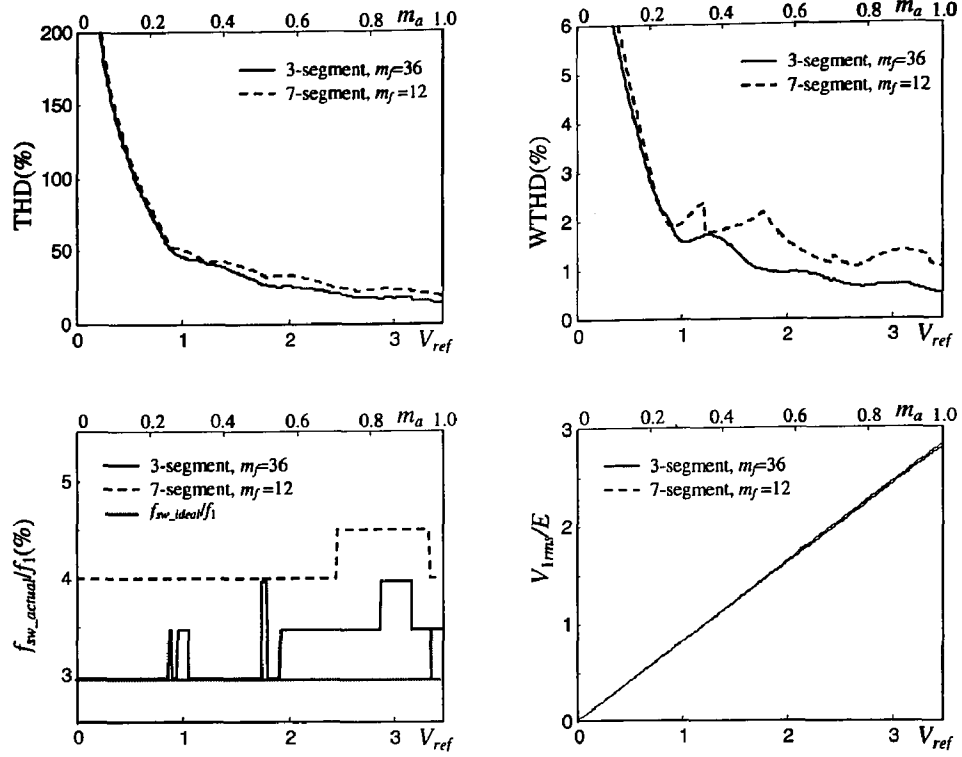 0 0.2 0.4 0.6 0.8 m_a 1.0
200
150
100
50
0
THD(%)
3-segment, m_f=36
7-segment, m_f=12
0 1 2 3 V_ref
0 0.2 0.4 0.6 0.8 m_a 1.0
6
5
4
3
2
1
0
WTHD(%)
3-segment, m_f=36
7-segment, m_f=12
0 1 2 3 V_ref
0 0.2 0.4 0.6 0.8 m_a 1.0
5
4
3
f_sw_actual/f_1(%)
3-segment, m_f=36
7-segment, m_f=12
f_sw_ideal/f_1
0 1 2 3 V_ref
0 0.2 0.4 0.6 0.8 m_a 1.0
3
2
1
0
V_1rms/E
3-segment, m_f=36
7-segment, m_f=12
0 1 2 3 V_ref